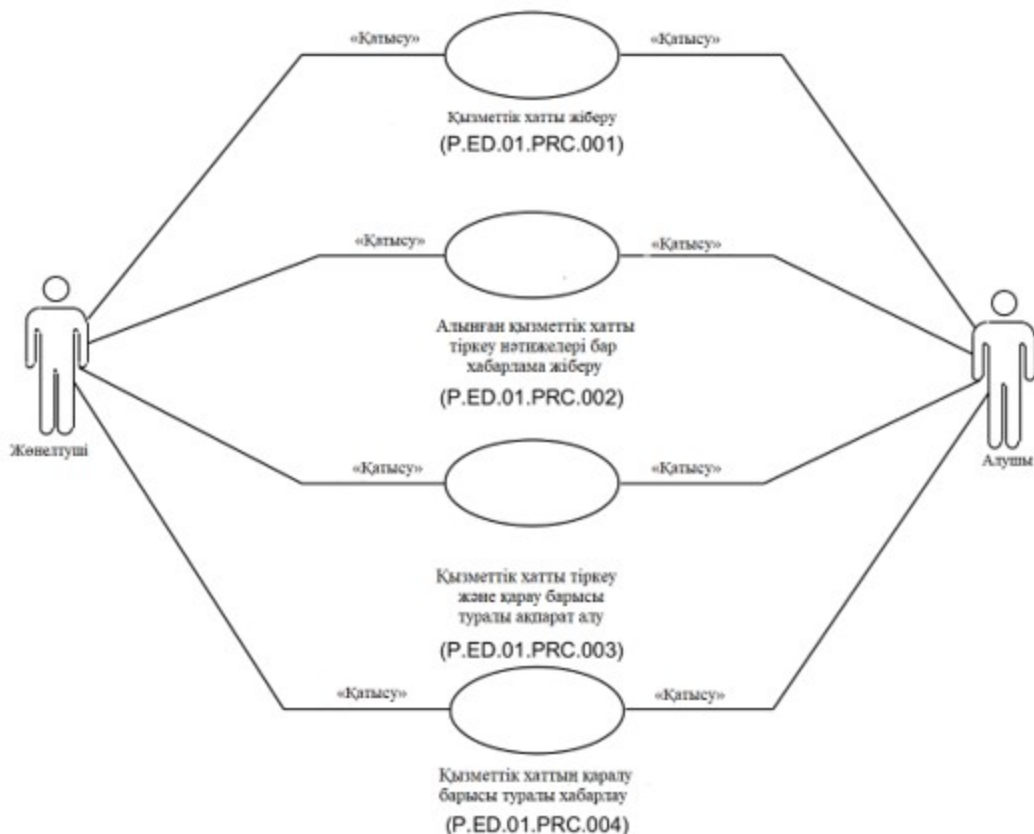 «Қатысу» «Қатысу»
Қызметтік хатты жіберу
(P.ED.01.PRC.001)
«Қатысу» «Қатысу»
Алынған қызметтік хатты
тіркеу нәтижелері бар
хабарлама жіберу
(P.ED.01.PRC.002)
Жөнелтуші
Алушы
«Қатысу» «Қатысу»
Қызметтік хатты тіркеу
және қарау барысы
туралы ақпарат алу
(P.ED.01.PRC.003)
«Қатысу» «Қатысу»
Қызметтік хаттың қаралу
барысы туралы хабарлау
(P.ED.01.PRC.004)